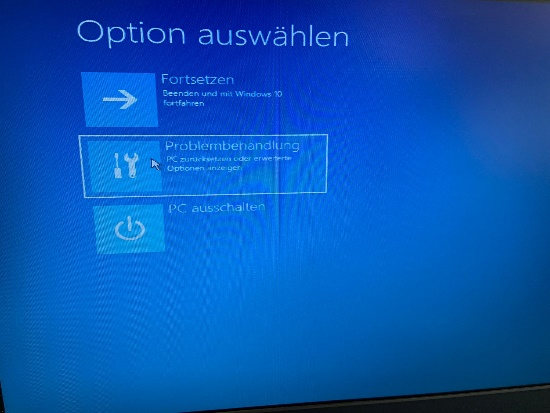 Option auswählen
Fortsetzen
Beenden und mit Windows 10
fortfahren
Problembehandlung
PC zurücksetzen oder erweiterte
Optionen anzeigen
PC ausschalten